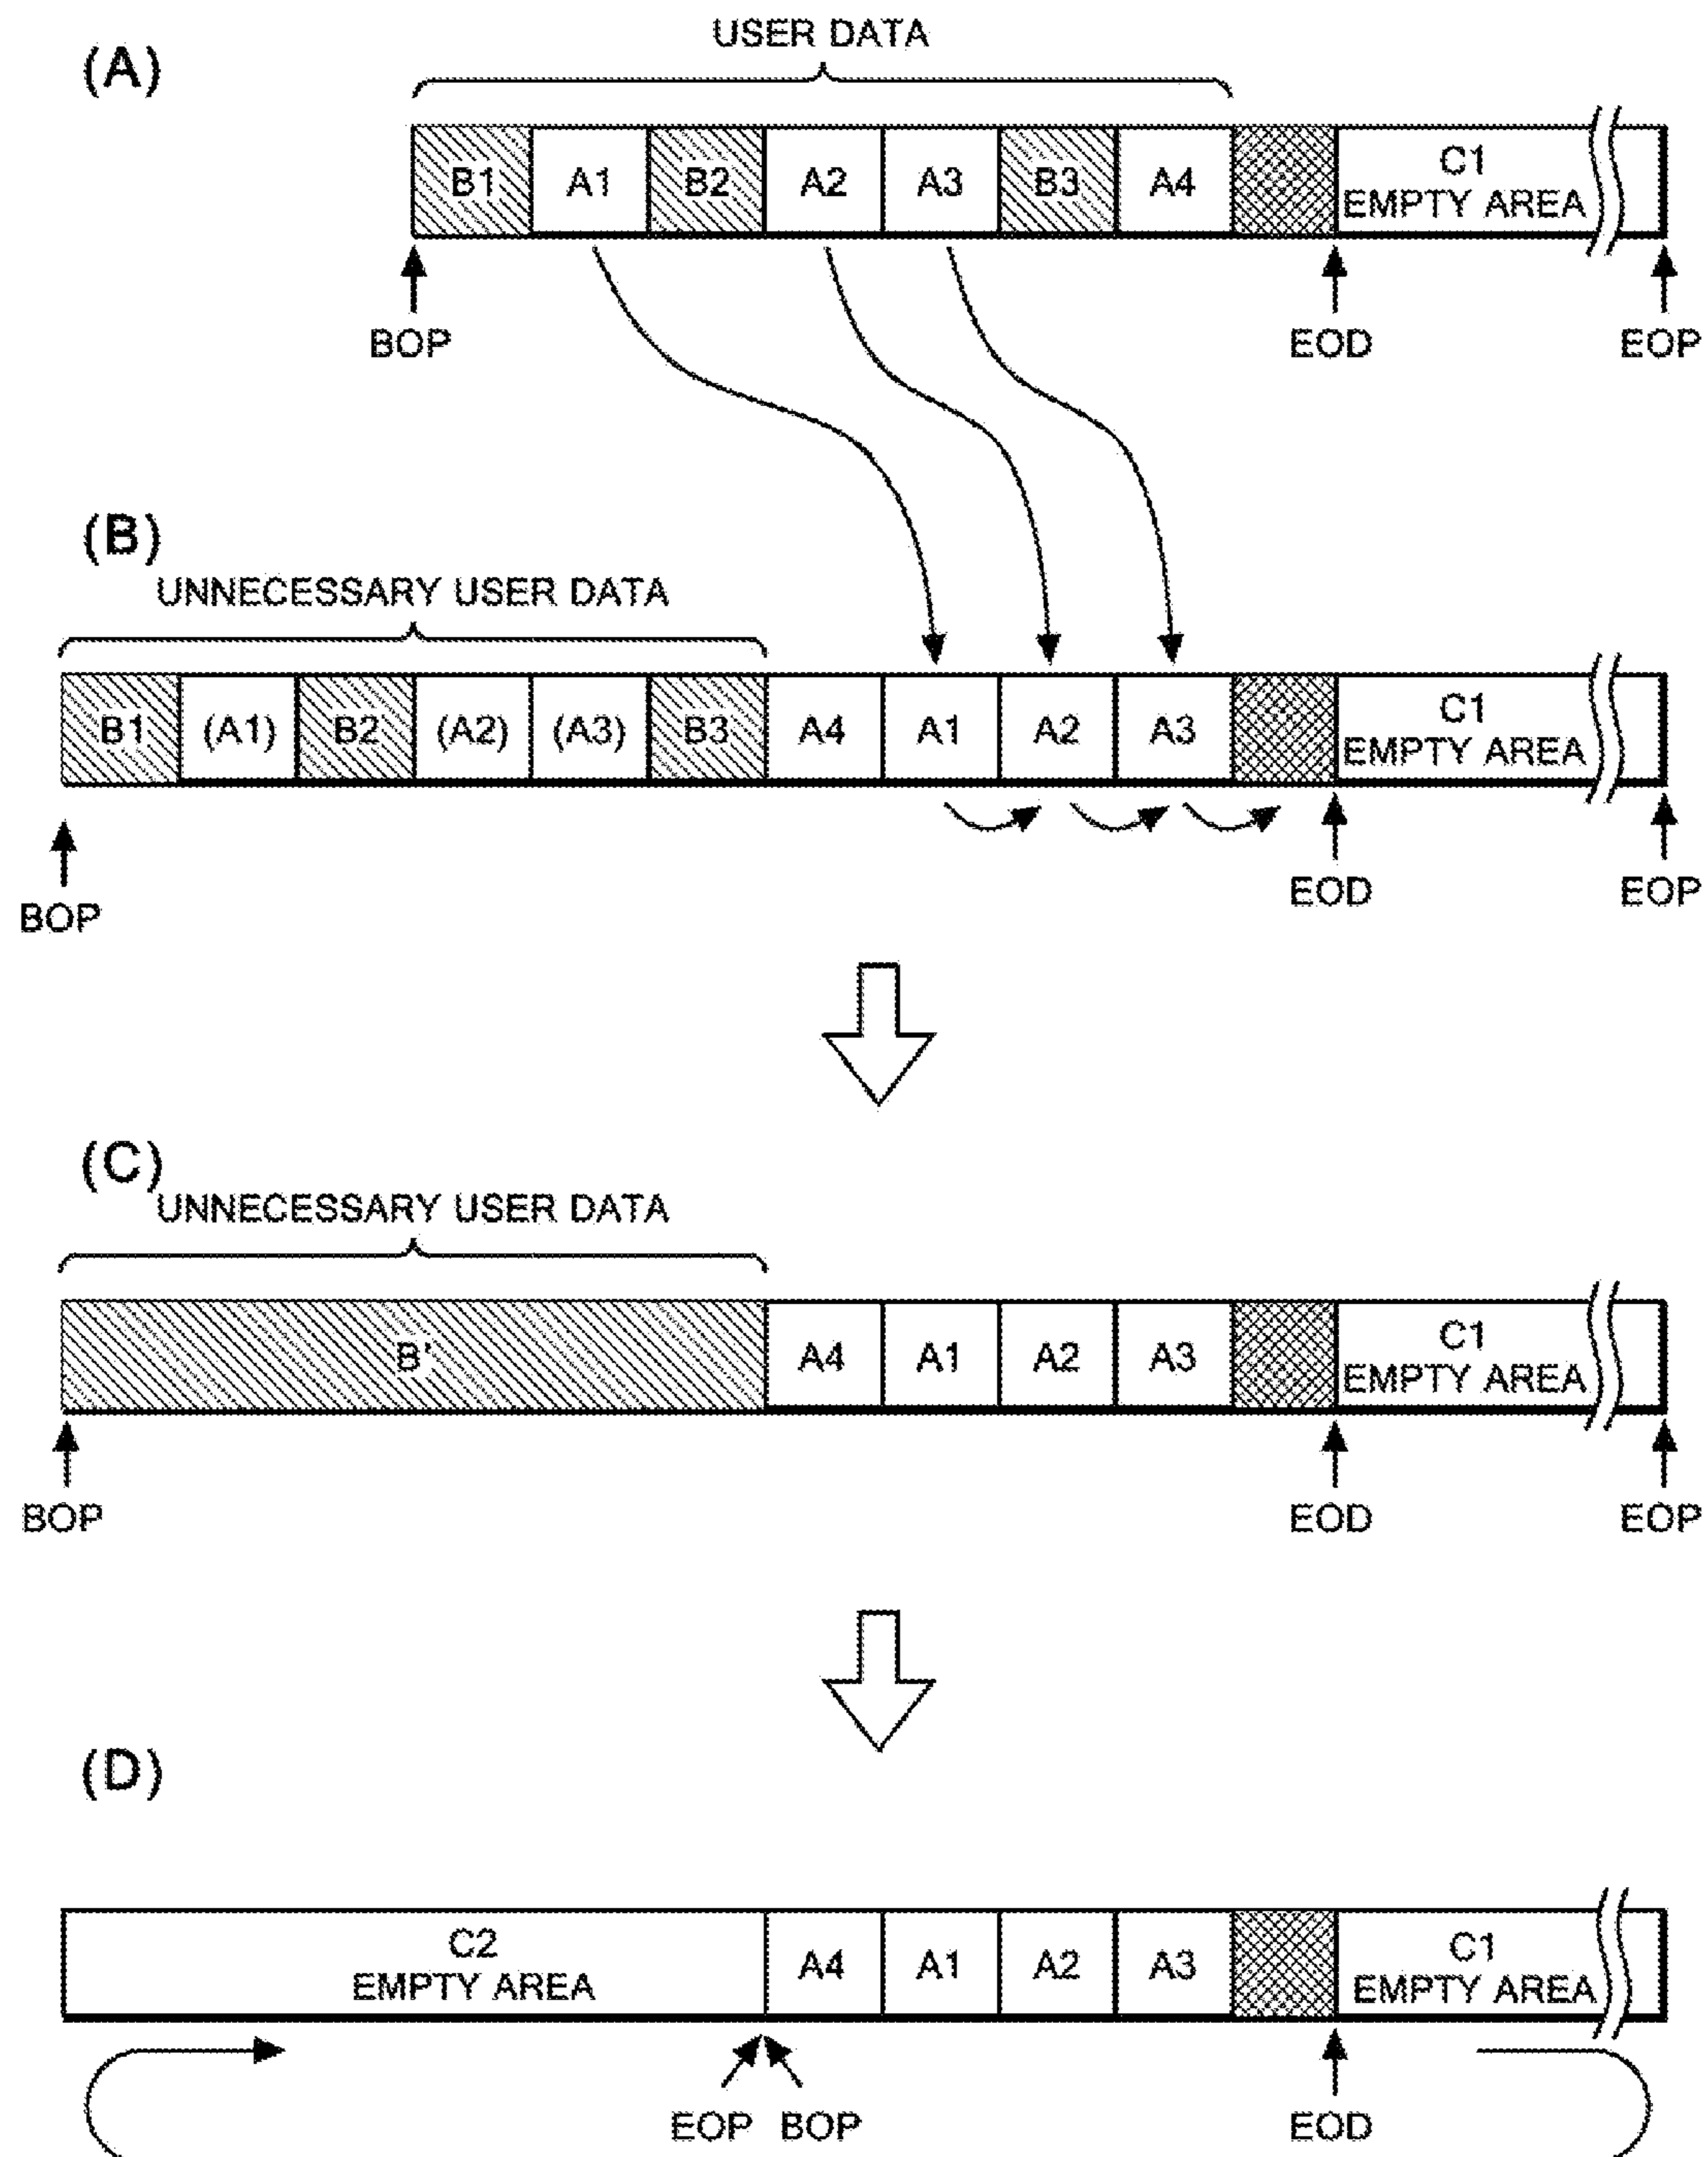 (A)
USER DATA
B1 A1 B2 A2 A3 B3 A4 C1
EMPTY AREA
BOP EOD EOP
(B)
UNNECESSARY USER DATA
B1 (A1) B2 (A2) (A3) B3 A4 A1 A2 A3 C1
EMPTY AREA
BOP EOD EOP
(C)
UNNECESSARY USER DATA
B' A4 A1 A2 A3 C1
EMPTY AREA
BOP EOD EOP
(D)
C2 A4 A1 A2 A3 C1
EMPTY AREA EMPTY AREA
EOP BOP EOD